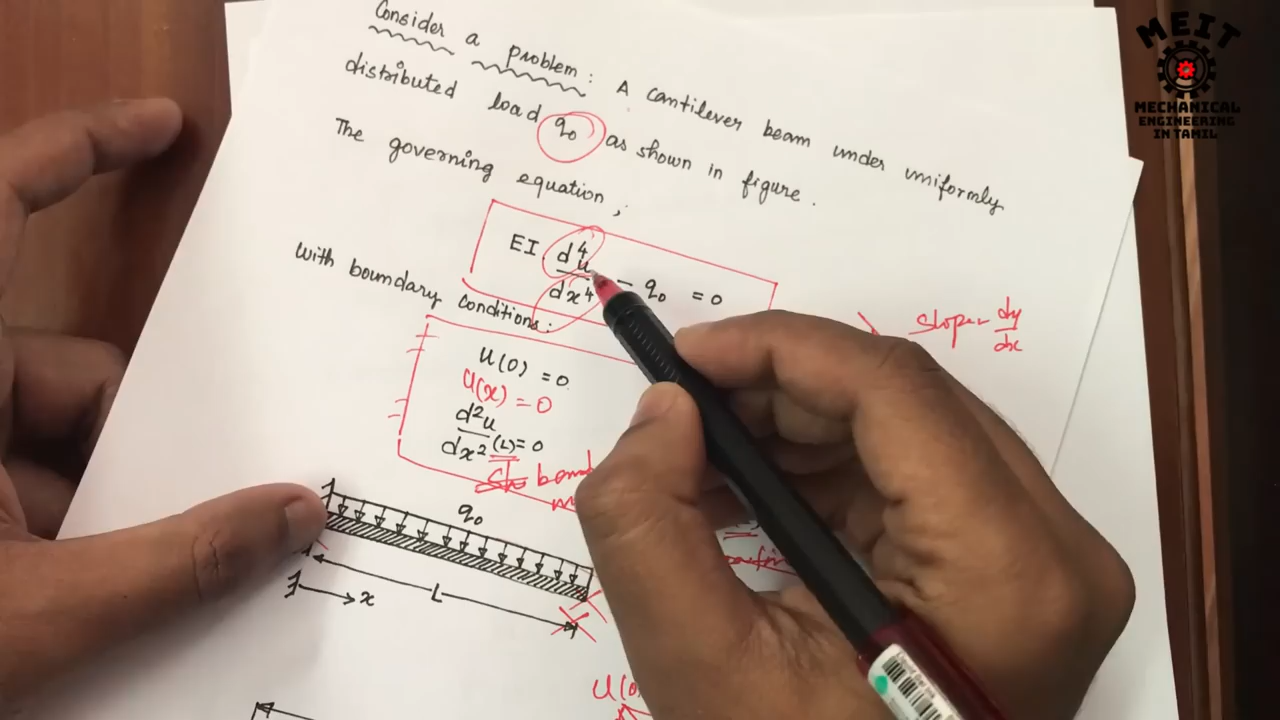 Consider a problem : A cantilever beam under uniformly
distributed load q₀ as shown in figure.
The governing equation ;
EI d⁴u/dx⁴ - q₀ = 0
with boundary conditions:
u(0) = 0
u(x) = 0
d²u/dx² (L) = 0
slope - dy/dx
q₀
L
x
MEIT
MECHANICAL
ENGINEERING
IN TAMIL